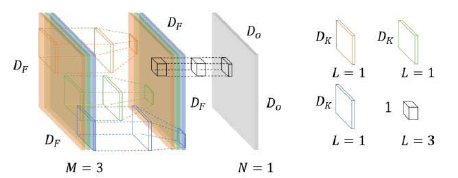 D_F
D_F
D_F
D_F
M = 3
D_o
D_o
N = 1
D_K
L = 1
D_K
L = 1
D_K
L = 1
1
L = 3